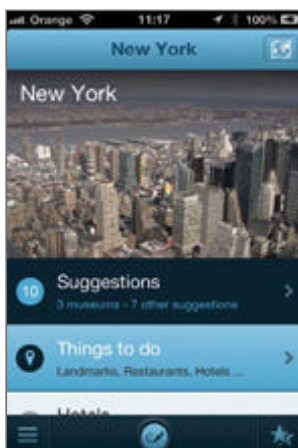 Orange 11:17 100%
New York
New York
10 Suggestions
3 museums - 7 other suggestions
Things to do
Landmarks, Restaurants, Hotels ...
Hotels